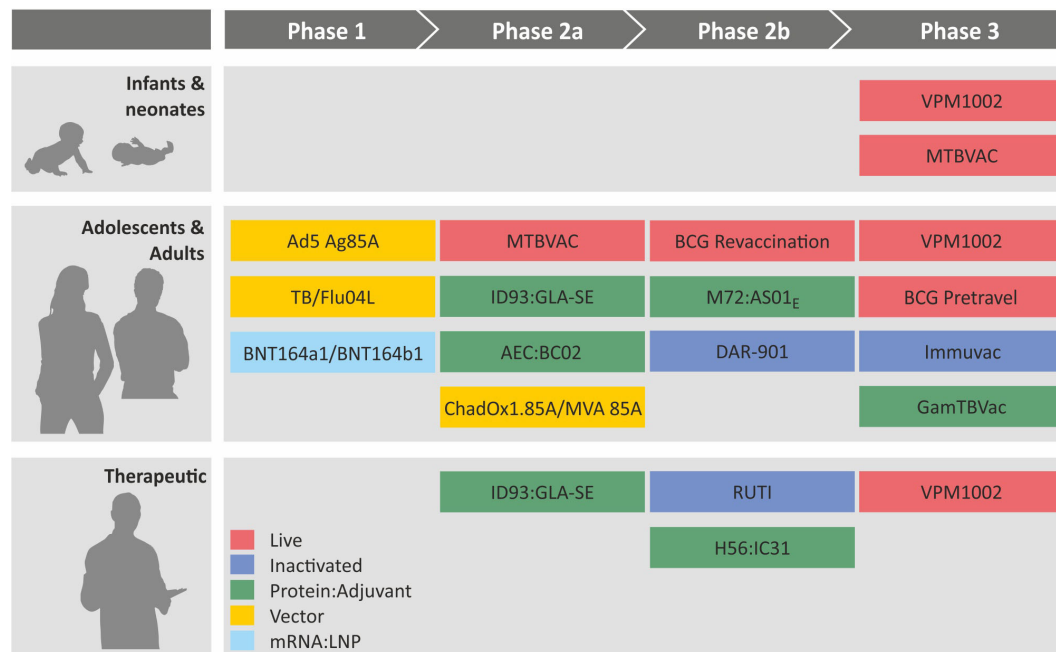 Phase 1
Phase 2a
Phase 2b
Phase 3
Infants &
neonates
VPM1002
MTBVAC
Adolescents &
Adults
Ad5 Ag85A
MTBVAC
BCG Revaccination
VPM1002
TB/Flu04L
ID93:GLA-SE
M72:AS01E
BCG Pretravel
BNT164a1/BNT164b1
AEC:BC02
DAR-901
Immuvac
ChadOx1.85A/MVA 85A
GamTBVac
Therapeutic
ID93:GLA-SE
RUTI
VPM1002
H56:IC31
Live
Inactivated
Protein:Adjuvant
Vector
mRNA:LNP